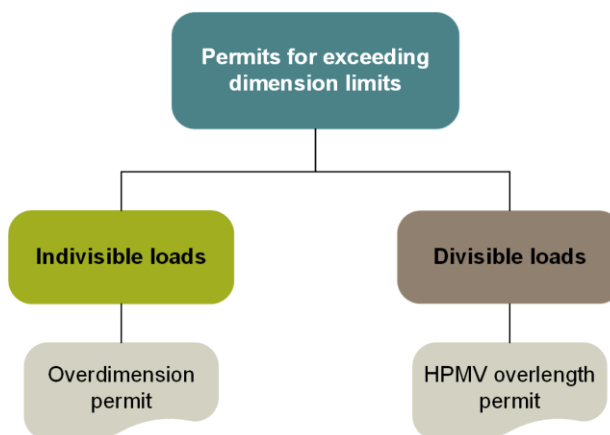 Permits for exceeding
dimension limits
Indivisible loads
Divisible loads
Overdimension
permit
HPMV overlength
permit